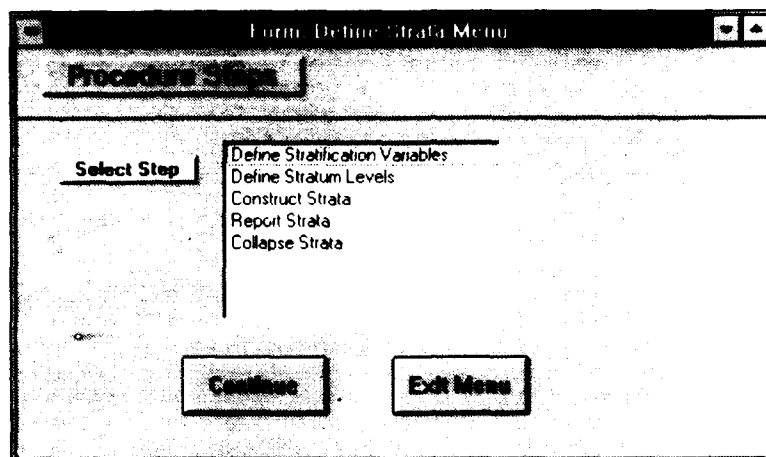 Form: Define Strata Menu
Procedure Steps
Select Step
Define Stratification Variables
Define Stratum Levels
Construct Strata
Report Strata
Collapse Strata
Continue
Exit Menu